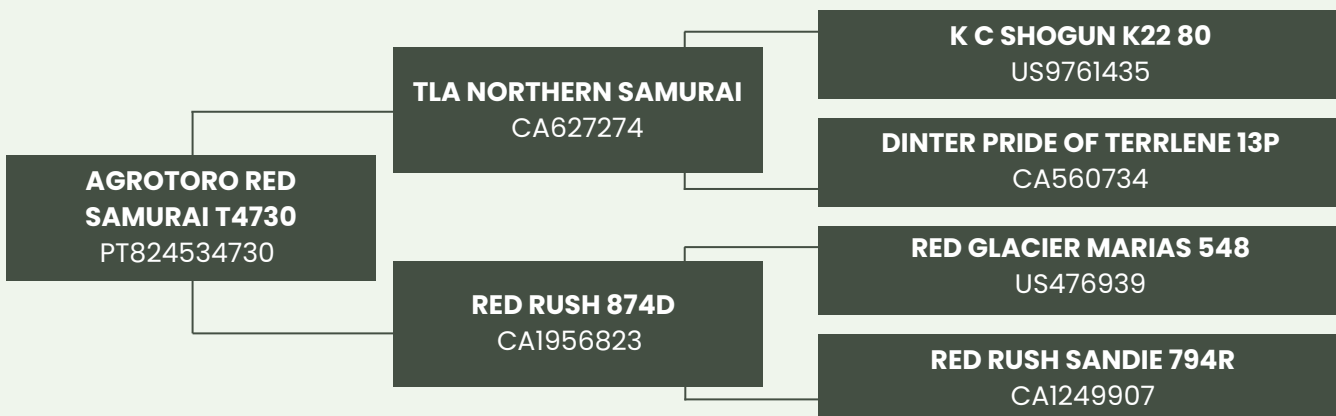 AGROTORO RED
SAMURAI T4730
PT824534730
TLA NORTHERN SAMURAI
CA627274
RED RUSH 874D
CA1956823
K C SHOGUN K22 80
US9761435
DINTER PRIDE OF TERRLENE 13P
CA560734
RED GLACIER MARIAS 548
US476939
RED RUSH SANDIE 794R
CA1249907